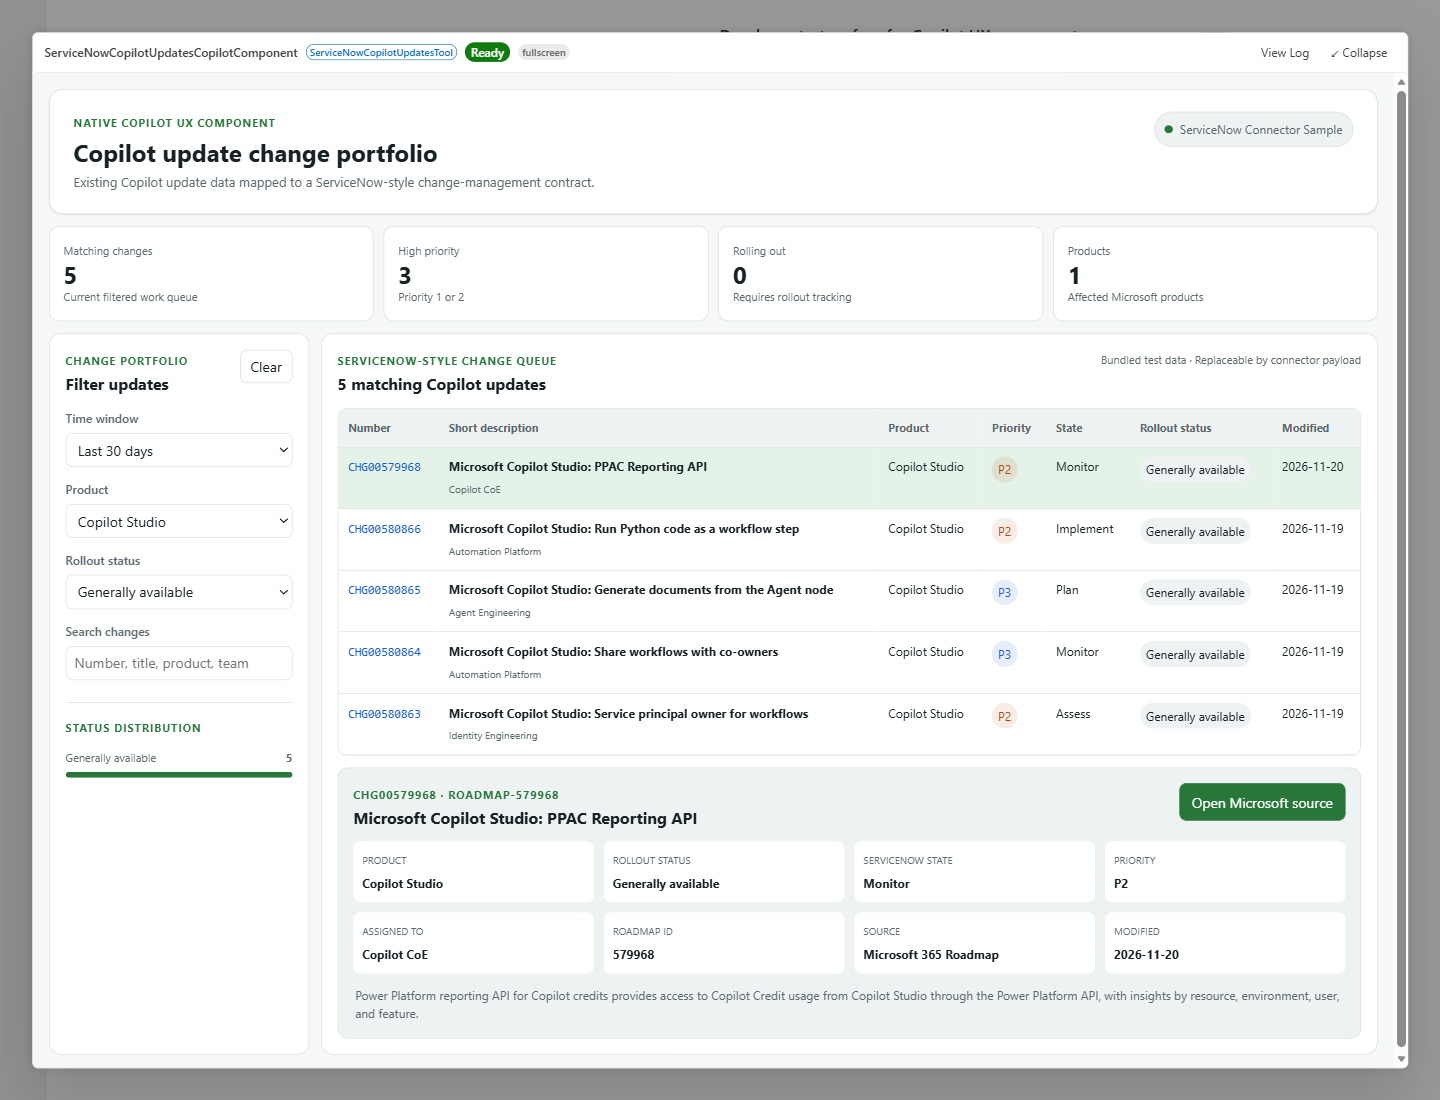 ServiceNowCopilotUpdatesCopilotComponent ServiceNowCopilotUpdatesTool Ready fullscreen View Log ↙ Collapse
NATIVE COPILOT UX COMPONENT
Copilot update change portfolio
Existing Copilot update data mapped to a ServiceNow-style change-management contract.
ServiceNow Connector Sample
Matching changes
5
Current filtered work queue
High priority
3
Priority 1 or 2
Rolling out
0
Requires rollout tracking
Products
1
Affected Microsoft products
CHANGE PORTFOLIO
Filter updates
Clear
Time window
Last 30 days
Product
Copilot Studio
Rollout status
Generally available
Search changes
Number, title, product, team
STATUS DISTRIBUTION
Generally available 5
SERVICENOW-STYLE CHANGE QUEUE
5 matching Copilot updates
Bundled test data · Replaceable by connector payload
Number Short description Product Priority State Rollout status Modified
CHG00579968 Microsoft Copilot Studio: PPAC Reporting API Copilot Studio P2 Monitor Generally available 2026-11-20
Copilot CoE
CHG00580866 Microsoft Copilot Studio: Run Python code as a workflow step Copilot Studio P2 Implement Generally available 2026-11-19
Automation Platform
CHG00580865 Microsoft Copilot Studio: Generate documents from the Agent node Copilot Studio P3 Plan Generally available 2026-11-19
Agent Engineering
CHG00580864 Microsoft Copilot Studio: Share workflows with co-owners Copilot Studio P3 Monitor Generally available 2026-11-19
Automation Platform
CHG00580863 Microsoft Copilot Studio: Service principal owner for workflows Copilot Studio P2 Assess Generally available 2026-11-19
Identity Engineering
CHG00579968 · ROADMAP-579968
Microsoft Copilot Studio: PPAC Reporting API
Open Microsoft source
PRODUCT
Copilot Studio
ROLLOUT STATUS
Generally available
SERVICENOW STATE
Monitor
PRIORITY
P2
ASSIGNED TO
Copilot CoE
ROADMAP ID
579968
SOURCE
Microsoft 365 Roadmap
MODIFIED
2026-11-20
Power Platform reporting API for Copilot credits provides access to Copilot Credit usage from Copilot Studio through the Power Platform API, with insights by resource, environment, user,
and feature.